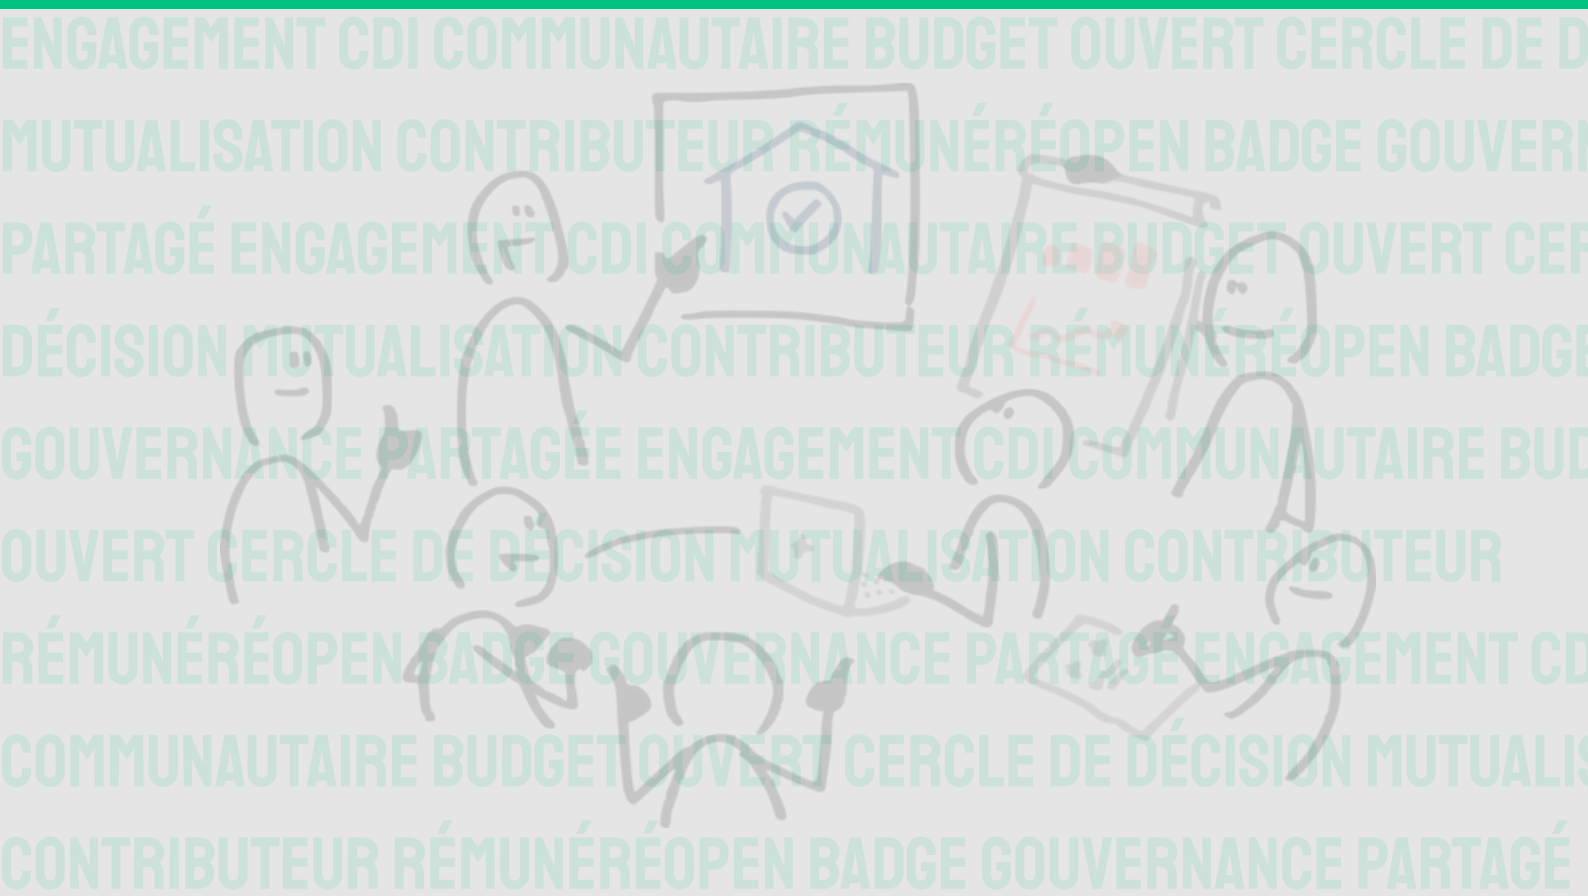 ENGAGEMENT CDI COMMUNAUTAIRE BUDGET OUVERT CERCLE DE D
MUTUALISATION CONTRIBUTEUR RÉMUNÉRÉOPEN BADGE GOUVERN
PARTAGÉ ENGAGEMENT CDI COMMUNAUTAIRE BUDGET OUVERT CER
DÉCISION MUTUALISATION CONTRIBUTEUR RÉMUNÉRÉOPEN BADGE
GOUVERNANCE PARTAGÉE ENGAGEMENT CDI COMMUNAUTAIRE BUD
OUVERT CERCLE DE DÉCISION MUTUALISATION CONTRIBUTEUR
RÉMUNÉRÉOPEN BADGE GOUVERNANCE PARTAGÉ ENGAGEMENT CD
COMMUNAUTAIRE BUDGET OUVERT CERCLE DE DÉCISION MUTUALIS
CONTRIBUTEUR RÉMUNÉRÉOPEN BADGE GOUVERNANCE PARTAGÉ